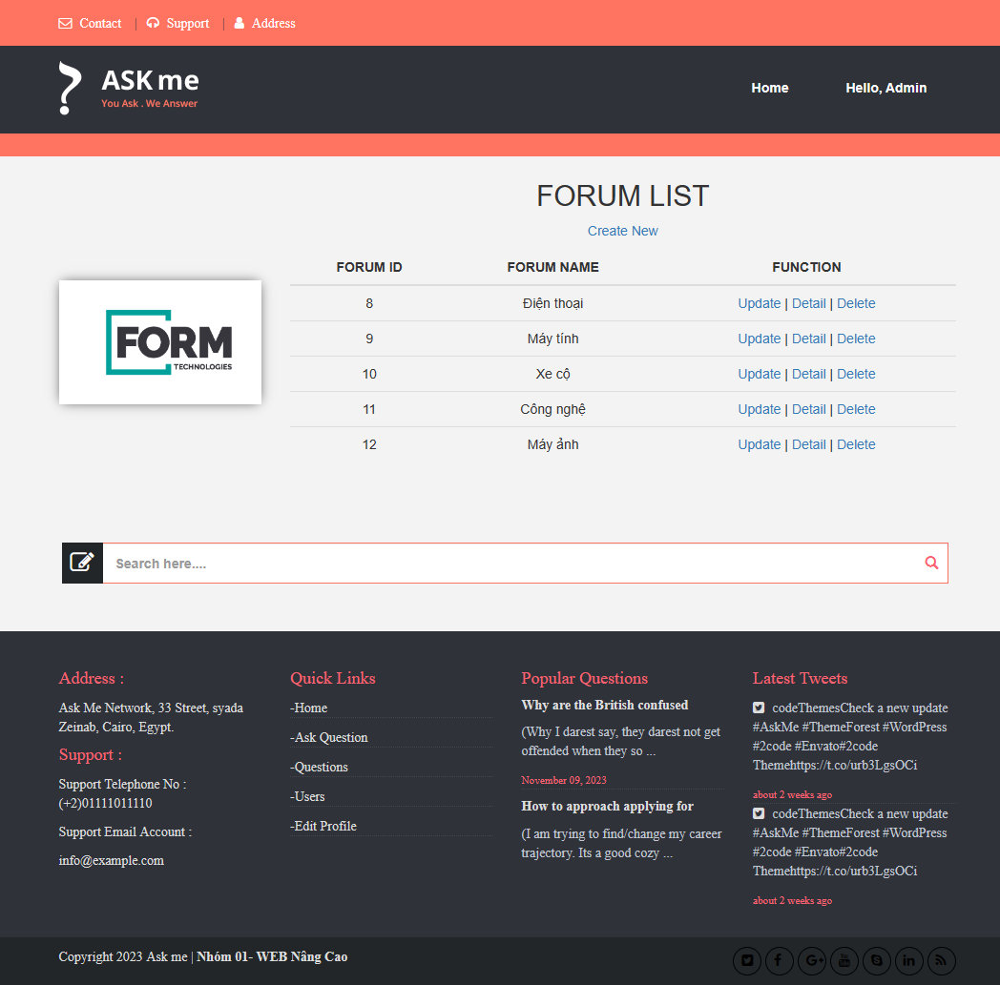 Contact | Support | Address
ASK me
You Ask . We Answer
Home
Hello, Admin
FORUM LIST
Create New
FORUM ID FORUM NAME FUNCTION
8 Điện thoại Update | Detail | Delete
9 Máy tính Update | Detail | Delete
10 Xe cộ Update | Detail | Delete
11 Công nghệ Update | Detail | Delete
12 Máy ảnh Update | Detail | Delete
FORM
TECHNOLOGIES
Search here....
Address :
Ask Me Network, 33 Street, syada
Zeinab, Cairo, Egypt.
Support :
Support Telephone No :
(+2)01111011110
Support Email Account :
info@example.com
Quick Links
-Home
-Ask Question
-Questions
-Users
-Edit Profile
Popular Questions
Why are the British confused
(Why I darest say, they darest not get
offended when they so ...
November 09, 2023
How to approach applying for
(I am trying to find/change my career
trajectory. Its a good cozy ...
Latest Tweets
codeThemesCheck a new update
#AskMe #ThemeForest #WordPress
#2code #Envato#2code
Themehttps://t.co/urb3LgsOCi
about 2 weeks ago
codeThemesCheck a new update
#AskMe #ThemeForest #WordPress
#2code #Envato#2code
Themehttps://t.co/urb3LgsOCi
about 2 weeks ago
Copyright 2023 Ask me | Nhóm 01- WEB Nâng Cao